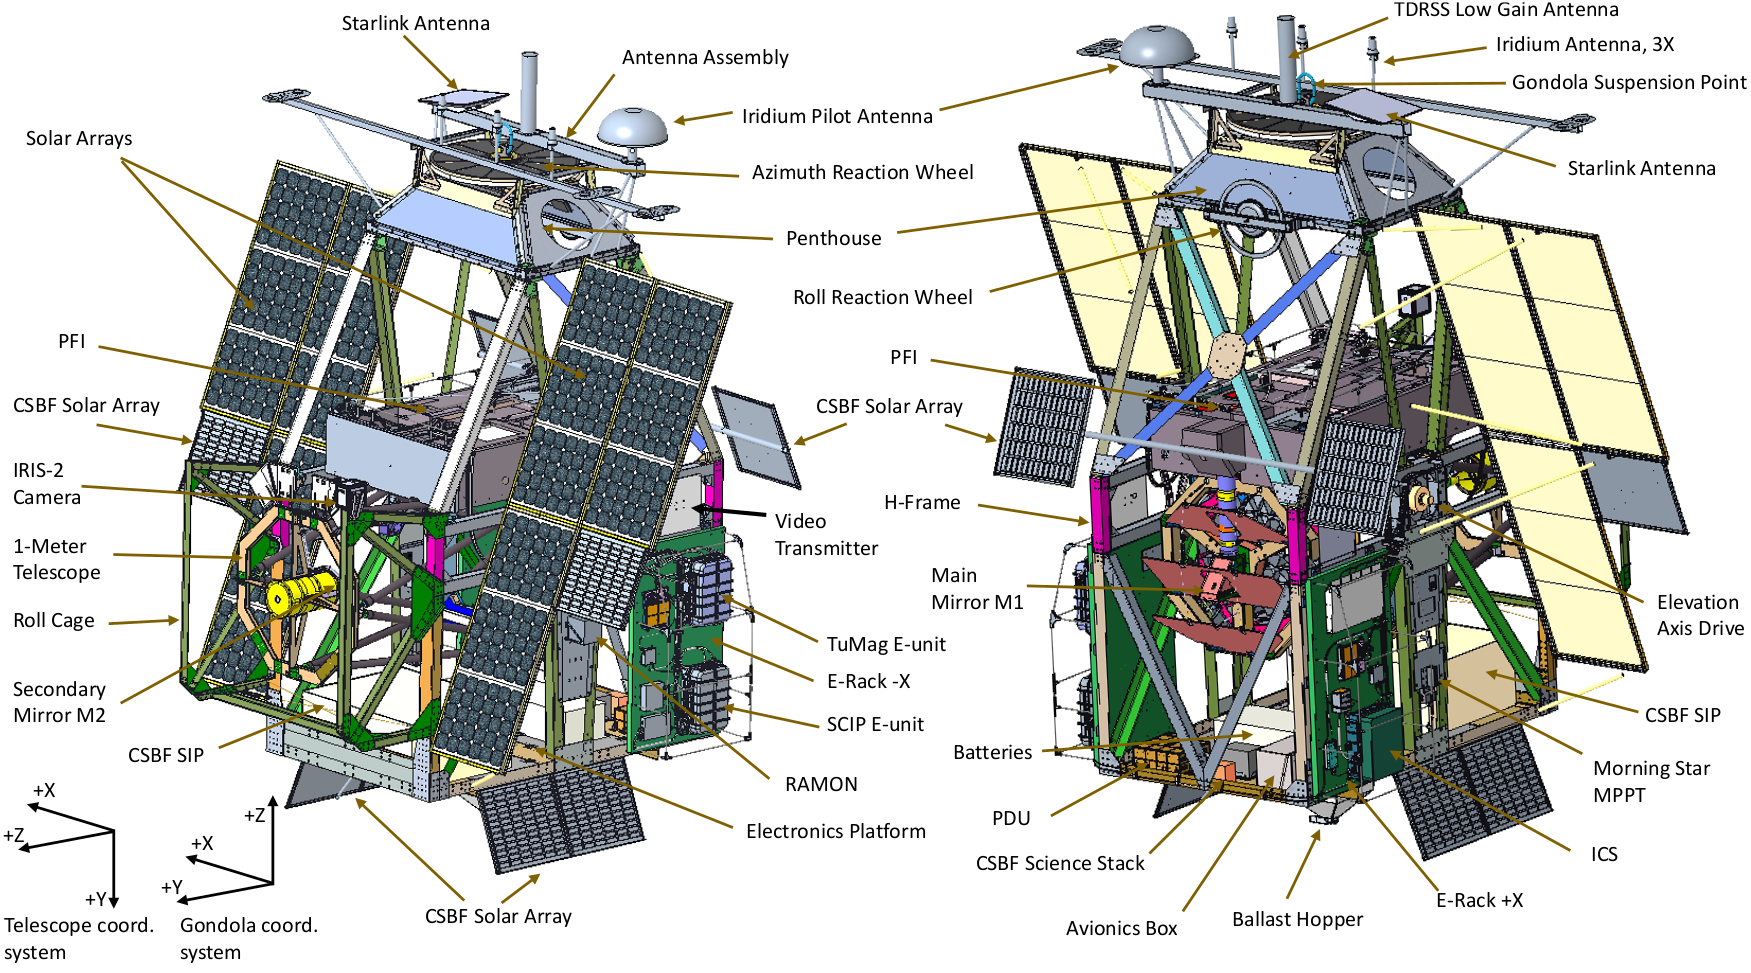 Starlink Antenna
Antenna Assembly
Solar Arrays
Iridium Pilot Antenna
Azimuth Reaction Wheel
Penthouse
Roll Reaction Wheel
PFI
PFI
CSBF Solar Array
CSBF Solar Array
IRIS-2
Camera
1-Meter
Telescope
Roll Cage
Secondary
Mirror M2
CSBF SIP
Video
Transmitter
TuMag E-unit
E-Rack -X
SCIP E-unit
RAMON
Electronics Platform
CSBF Solar Array
+X
+Z
+Y
Telescope coord.
system
+Z
+X
+Y
Gondola coord.
system
TDRSS Low Gain Antenna
Iridium Antenna, 3X
Gondola Suspension Point
Starlink Antenna
H-Frame
Main
Mirror M1
Elevation
Axis Drive
CSBF SIP
Morning Star
MPPT
ICS
E-Rack +X
Ballast Hopper
Avionics Box
CSBF Science Stack
PDU
Batteries